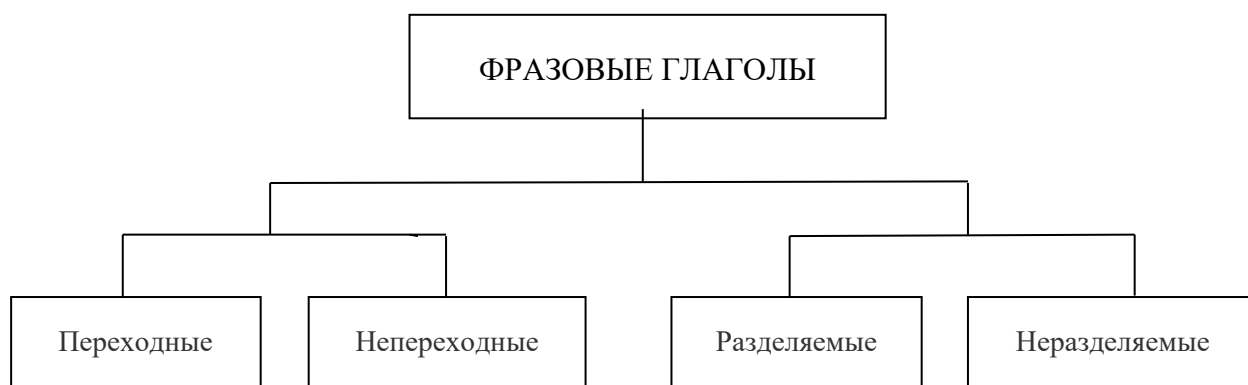 ФРАЗОВЫЕ ГЛАГОЛЫ
Переходные
Непереходные
Разделяемые
Неразделяемые